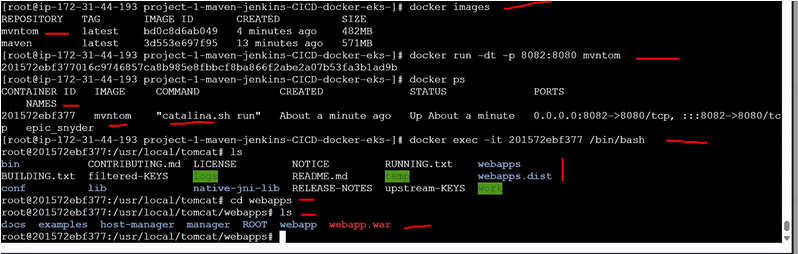 [root@ip-172-31-44-193 project-1-maven-jenkins-CICD-docker-eks-]# docker images
REPOSITORY TAG IMAGE ID CREATED SIZE
mvntom latest bd0c8d6ab049 4 minutes ago 482MB
maven latest 3d553e697f95 13 minutes ago 571MB
[root@ip-172-31-44-193 project-1-maven-jenkins-CICD-docker-eks-]# docker run -dt -p 8082:8080 mvntom
201572ebf377016c9746857ca8b985e8fbbcf8ba866f2abe2a07b53fa3b1ad9b
[root@ip-172-31-44-193 project-1-maven-jenkins-CICD-docker-eks-]# docker ps
CONTAINER ID IMAGE COMMAND CREATED STATUS PORTS
NAMES
201572ebf377 mvntom "catalina.sh run" About a minute ago Up About a minute 0.0.0.0:8082->8080/tcp, :::8082->8080/tc
p epic_snyder
[root@ip-172-31-44-193 project-1-maven-jenkins-CICD-docker-eks-]# docker exec -it 201572ebf377 /bin/bash
root@201572ebf377:/usr/local/tomcat# ls
bin CONTRIBUTING.md LICENSE NOTICE RUNNING.txt webapps
BUILDING.txt filtered-KEYS logs README.md temp webapps.dist
conf lib native-jni-lib RELEASE-NOTES upstream-KEYS work
root@201572ebf377:/usr/local/tomcat# cd webapps
root@201572ebf377:/usr/local/tomcat/webapps# ls
docs examples host-manager manager ROOT webapp webapp.war
root@201572ebf377:/usr/local/tomcat/webapps#